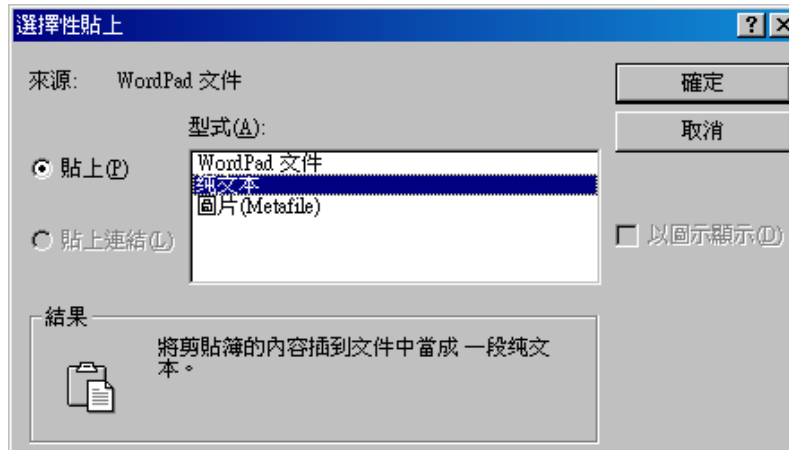 選擇性貼上
來源: WordPad 文件
確定
型式(A):
取消
貼上(P)
WordPad 文件
纯文本
圖片(Metafile)
貼上連結(L)
以圖示顯示(D)
結果
將剪貼簿的內容插到文件中當成 一段纯文
本。